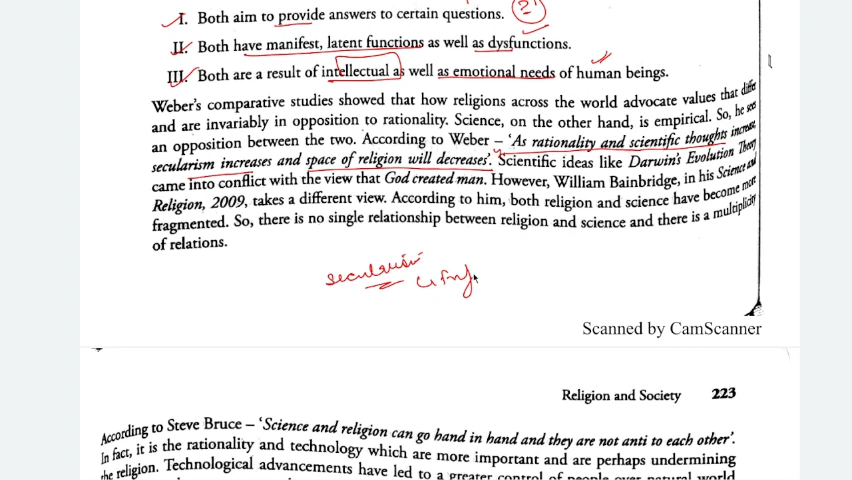 I. Both aim to provide answers to certain questions.
II. Both have manifest, latent functions as well as dysfunctions.
III. Both are a result of intellectual as well as emotional needs of human beings.
Weber's comparative studies showed that how religions across the world advocate values that differ
and are invariably in opposition to rationality. Science, on the other hand, is empirical. So, he sees
an opposition between the two. According to Weber – 'As rationality and scientific thoughts increase,
secularism increases and space of religion will decreases'. Scientific ideas like Darwin's Evolution Theory
came into conflict with the view that God created man. However, William Bainbridge, in his Science and
Religion, 2009, takes a different view. According to him, both religion and science have become more
fragmented. So, there is no single relationship between religion and science and there is a multiplicity
of relations.
Scanned by CamScanner
Religion and Society 223
According to Steve Bruce – 'Science and religion can go hand in hand and they are not anti to each other'.
In fact, it is the rationality and technology which are more important and are perhaps undermining
the religion. Technological advancements have led to a greater control of people over natural world